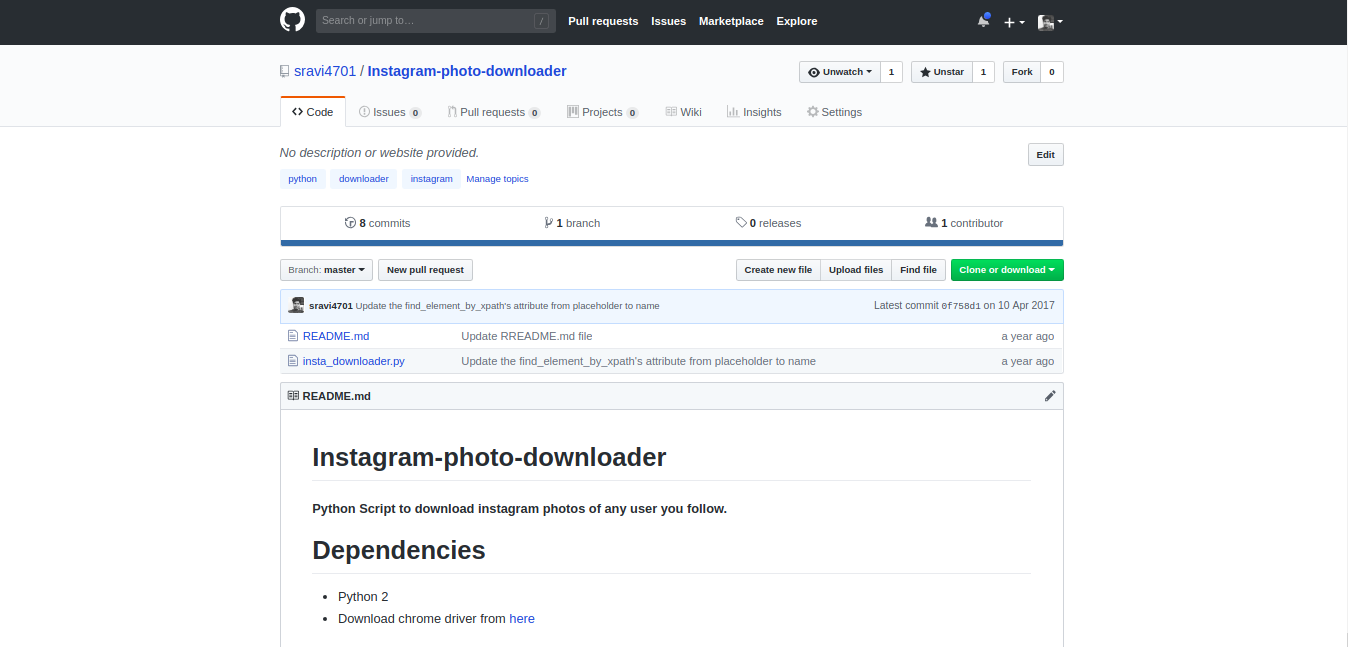 Search or jump to… / Pull requests Issues Marketplace Explore
sravi4701 / Instagram-photo-downloader Unwatch 1 Unstar 1 Fork 0
Code Issues 0 Pull requests 0 Projects 0 Wiki Insights Settings
No description or website provided. Edit
python downloader instagram Manage topics
8 commits 1 branch 0 releases 1 contributor
Branch: master New pull request Create new file Upload files Find file Clone or download
sravi4701 Update the find_element_by_xpath's attribute from placeholder to name Latest commit 0f758d1 on 10 Apr 2017
README.md Update RREADME.md file a year ago
insta_downloader.py Update the find_element_by_xpath's attribute from placeholder to name a year ago
README.md
Instagram-photo-downloader
Python Script to download instagram photos of any user you follow.
Dependencies
• Python 2
• Download chrome driver from here